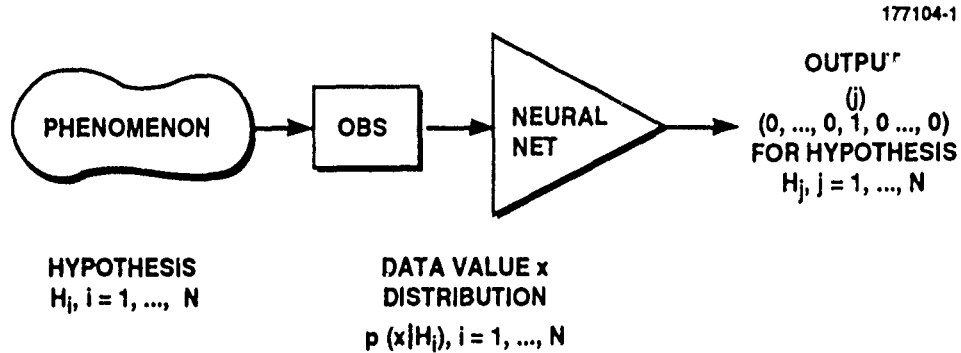 177104-1
OUTPUT
(j)
(0, ..., 0, 1, 0 ..., 0)
FOR HYPOTHESIS
Hj, j = 1, ..., N
PHENOMENON
OBS
NEURAL
NET
HYPOTHESIS
Hi, i = 1, ..., N
DATA VALUE x
DISTRIBUTION
p (x|Hi), i = 1, ..., N